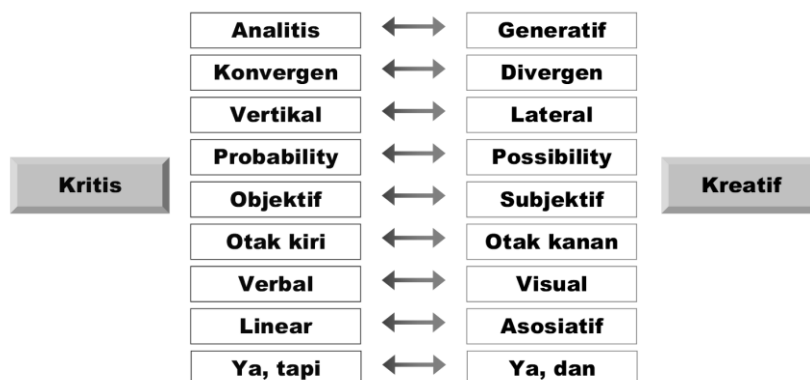 Analitis Generatif
Konvergen Divergen
Vertikal Lateral
Probability Possibility
Kritis Kreatif
Objektif Subjektif
Otak kiri Otak kanan
Verbal Visual
Linear Asosiatif
Ya, tapi Ya, dan